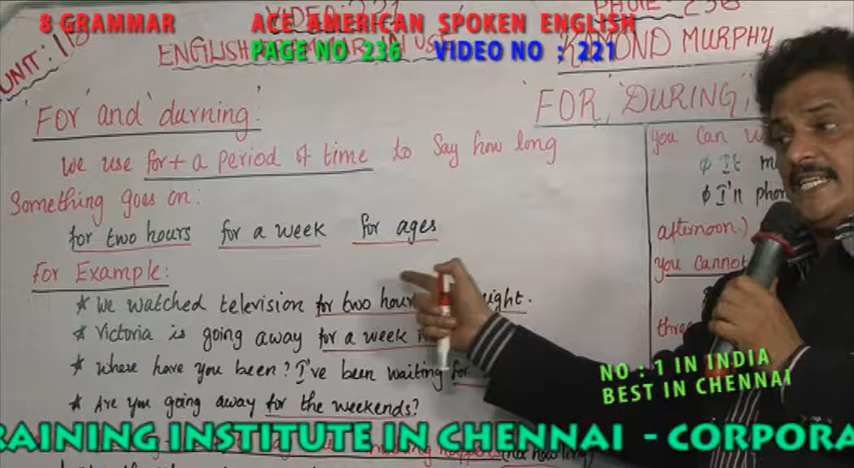 8 GRAMMAR
ACE AMERICAN SPOKEN ENGLISH
PAGE NO 236 VIDEO NO : 221
UNIT: 118
ENGLISH IN USE
RAYMOND MURPHY
"For" and "durning"
FOR, "DURING",
We use for + a period of time to Say how long
Something goes on:
for two hours for a week for ages
For Example:
* We watched television for two hours night.
* Victoria is going away for a week
* Where have you been? I've been waiting for
* Are you going away for the weekends?
you can
It
I'll phon
afternoon.)
you cannot
three
NO : 1 IN INDIA
BEST IN CHENNAI
RAINING INSTITUTE IN CHENNAI - CORPORA